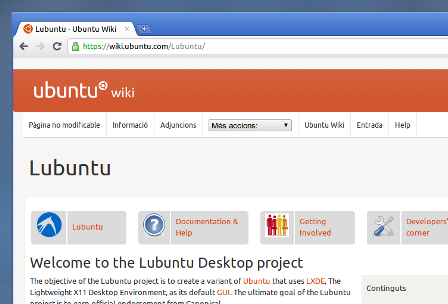 Lubuntu - Ubuntu Wiki
https://wiki.ubuntu.com/Lubuntu/
ubuntu wiki
Pàgina no modificable Informació Adjuncions Més accions: Ubuntu Wiki Entrada Help
Lubuntu
Lubuntu
Documentation &
Help
Getting
Involved
Developers'
corner
Welcome to the Lubuntu Desktop project
The objective of the Lubuntu project is to create a variant of Ubuntu that uses LXDE, The
Lightweight X11 Desktop Environment, as its default GUI. The ultimate goal of the Lubuntu
project is to earn official endorsement from Canonical.
Continguts